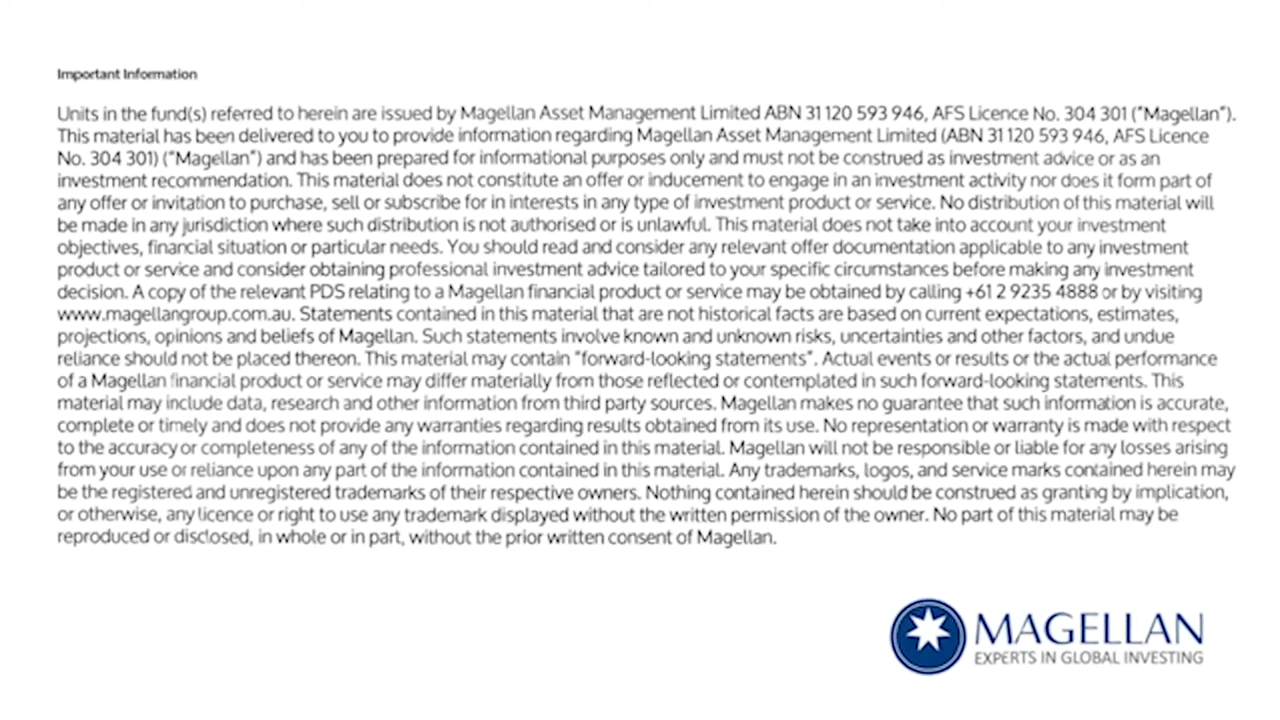 Important Information
Units in the fund(s) referred to herein are issued by Magellan Asset Management Limited ABN 31 120 593 946, AFS Licence No. 304 301 ("Magellan").
This material has been delivered to you to provide information regarding Magellan Asset Management Limited (ABN 31 120 593 946, AFS Licence
No. 304 301) ("Magellan") and has been prepared for informational purposes only and must not be construed as investment advice or as an
investment recommendation. This material does not constitute an offer or inducement to engage in an investment activity nor does it form part of
any offer or invitation to purchase, sell or subscribe for in interests in any type of investment product or service. No distribution of this material will
be made in any jurisdiction where such distribution is not authorised or is unlawful. This material does not take into account your investment
objectives, financial situation or particular needs. You should read and consider any relevant offer documentation applicable to any investment
product or service and consider obtaining professional investment advice tailored to your specific circumstances before making any investment
decision. A copy of the relevant PDS relating to a Magellan financial product or service may be obtained by calling +61 2 9235 4888 or by visiting
www.magellangroup.com.au. Statements contained in this material that are not historical facts are based on current expectations, estimates,
projections, opinions and beliefs of Magellan. Such statements involve known and unknown risks, uncertainties and other factors, and undue
reliance should not be placed thereon. This material may contain "forward-looking statements". Actual events or results or the actual performance
of a Magellan financial product or service may differ materially from those reflected or contemplated in such forward-looking statements. This
material may include data, research and other information from third party sources. Magellan makes no guarantee that such information is accurate,
complete or timely and does not provide any warranties regarding results obtained from its use. No representation or warranty is made with respect
to the accuracy or completeness of any of the information contained in this material. Magellan will not be responsible or liable for any losses arising
from your use or reliance upon any part of the information contained in this material. Any trademarks, logos, and service marks contained herein may
be the registered and unregistered trademarks of their respective owners. Nothing contained herein should be construed as granting by implication,
or otherwise, any licence or right to use any trademark displayed without the written permission of the owner. No part of this material may be
reproduced or disclosed, in whole or in part, without the prior written consent of Magellan.
MAGELLAN
EXPERTS IN GLOBAL INVESTING